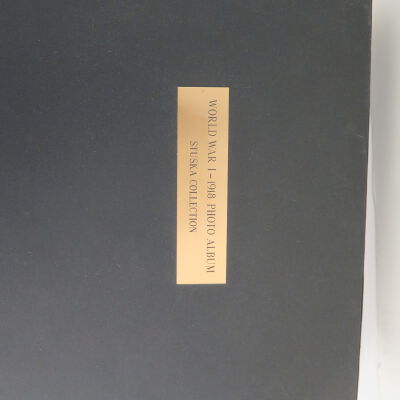 WORLD WAR I-1918 PHOTO ALBUM
STUSKA COLLECTION